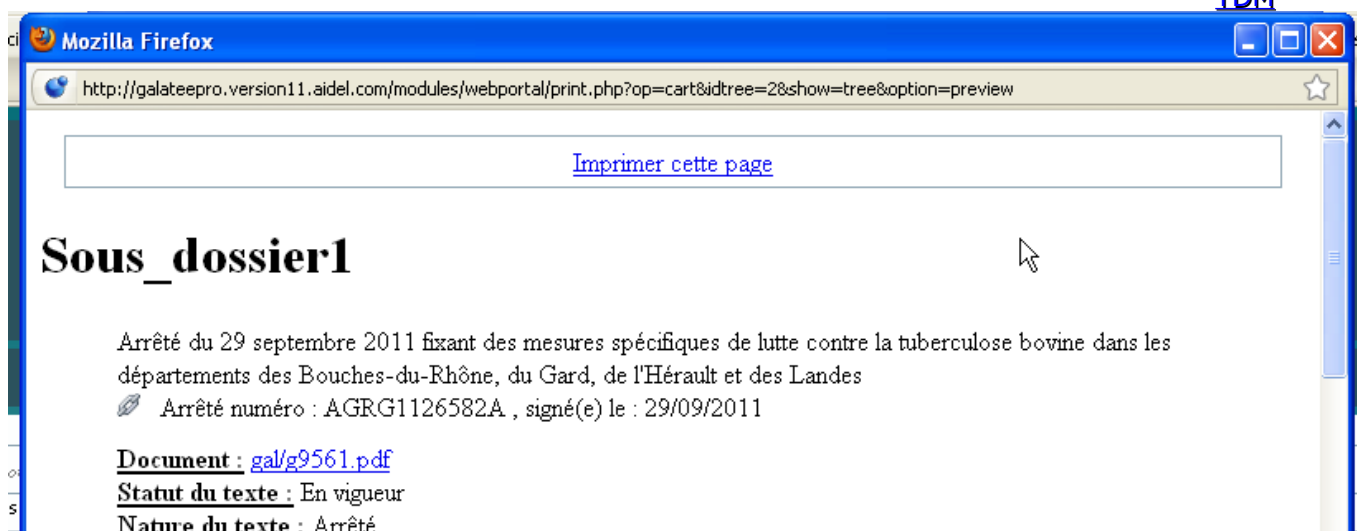 TDM
Mozilla Firefox
http://galateepro.version11.aidel.com/modules/webportal/print.php?op=cart&idtree=2&show=tree&option=preview
Imprimer cette page
Sous_dossier1
Arrêté du 29 septembre 2011 fixant des mesures spécifiques de lutte contre la tuberculose bovine dans les
départements des Bouches-du-Rhône, du Gard, de l'Hérault et des Landes
Arrêté numéro : AGRG1126582A , signé(e) le : 29/09/2011
Document : gal/g9561.pdf
Statut du texte : En vigueur
Nature du texte : Arrêté